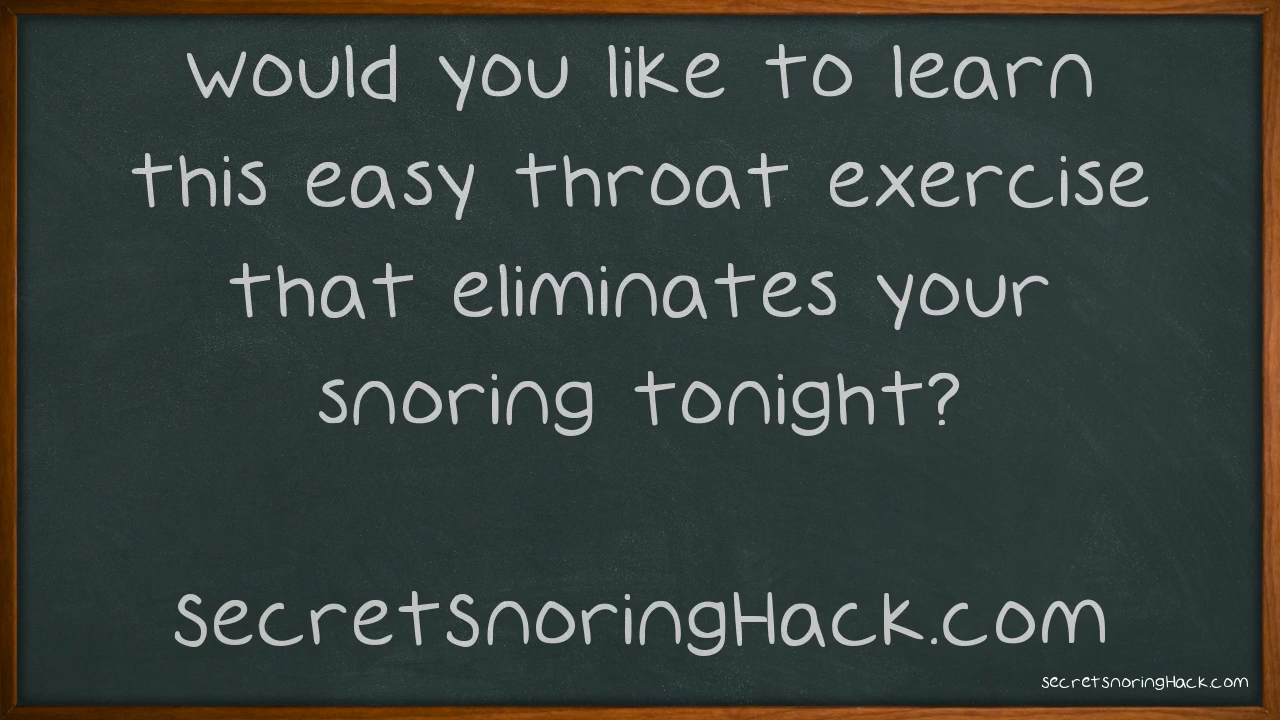 Would you like to learn
this easy throat exercise
that eliminates your
snoring tonight?
SecretSnoringHack.com
SecretSnoringHack.com